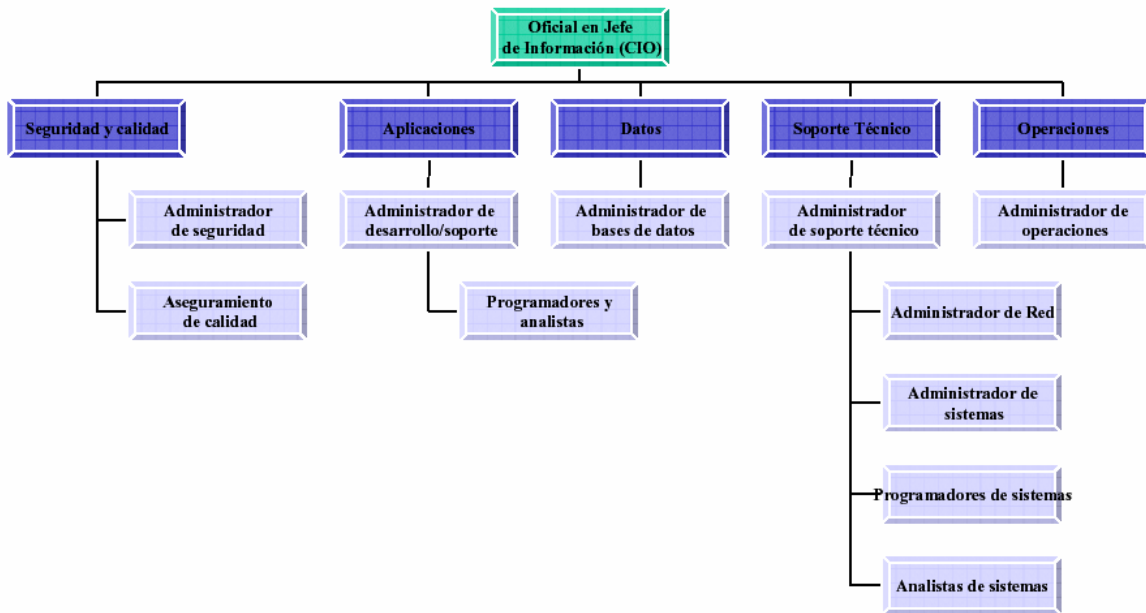 Oficial en Jefe
de Información (CIO)
Seguridad y calidad
Aplicaciones
Datos
Soporte Técnico
Operaciones
Administrador
de seguridad
Administrador de
desarrollo/soporte
Administrador de
bases de datos
Administrador
de soporte técnico
Administrador de
operaciones
Aseguramiento
de calidad
Programadores y
analistas
Administrador de Red
Administrador de
sistemas
Programadores de sistemas
Analistas de sistemas